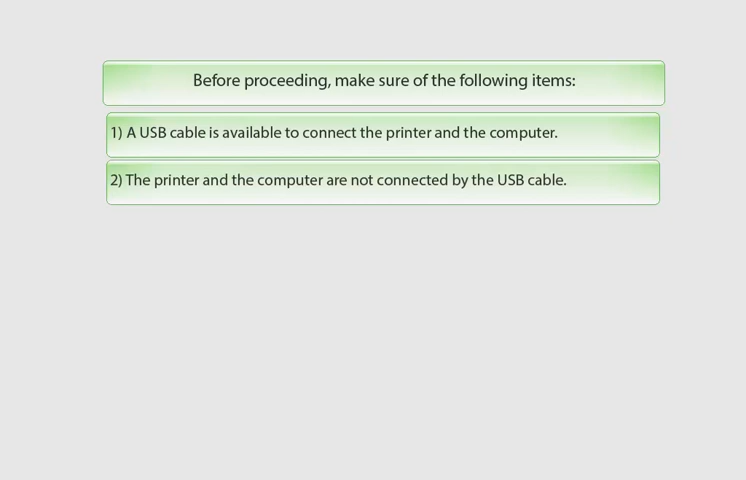 Before proceeding, make sure of the following items:
1) A USB cable is available to connect the printer and the computer.
2) The printer and the computer are not connected by the USB cable.